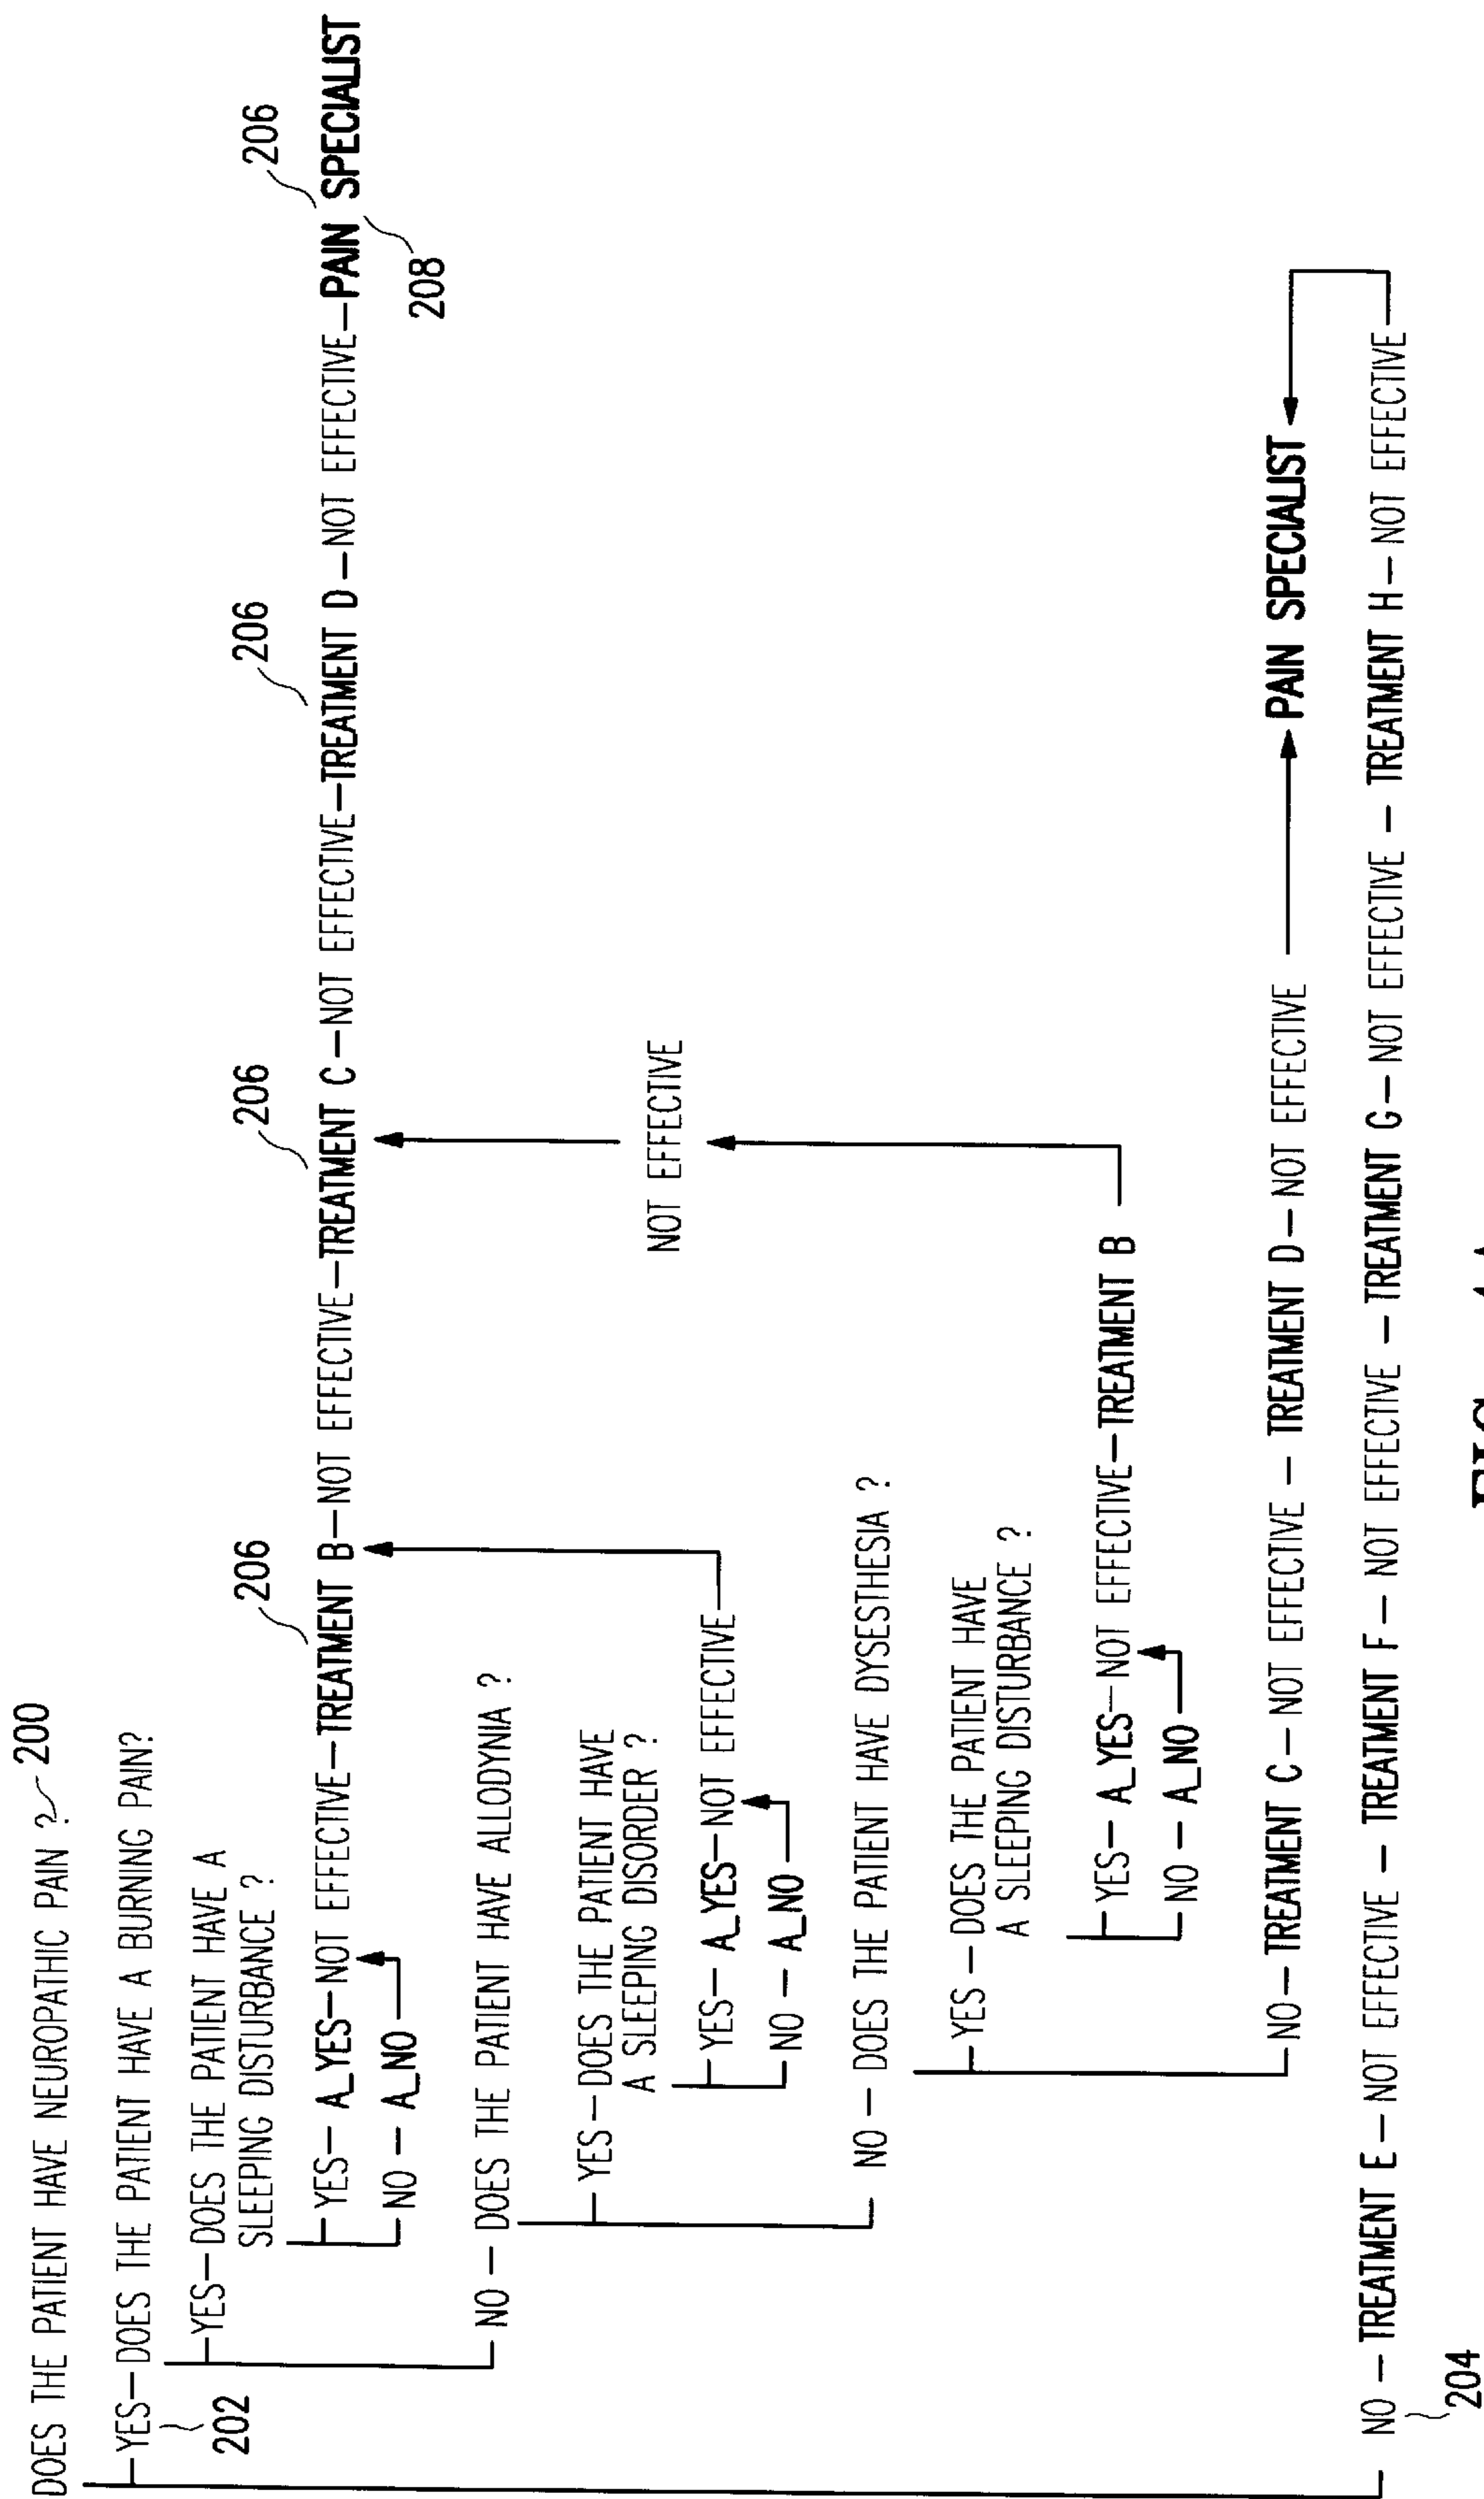 DOES THE PATIENT HAVE NEUROPATHIC PAIN ? 200
YES—DOES THE PATIENT HAVE A BURNING PAIN?
202
YES—DOES THE PATIENT HAVE A
SLEEPING DISTURBANCE ?
206 206 206 206
YES— A_YES—NOT EFFECTIVE—TREATMENT B—NOT EFFECTIVE—TREATMENT C—NOT EFFECTIVE—TREATMENT D—NOT EFFECTIVE—PAIN SPECIALIST
NO — A_NO
208
NO — DOES THE PATIENT HAVE ALLODYNIA ?
YES — DOES THE PATIENT HAVE
A SLEEPING DISORDER ?
NOT EFFECTIVE
YES— A_YES—NOT EFFECTIVE
NO — A_NO
NO — DOES THE PATIENT HAVE DYSESTHESIA ?
YES — DOES THE PATIENT HAVE
A SLEEPING DISTURBANCE ?
YES— A_YES—NOT EFFECTIVE—TREATMENT B
NO — A_NO
NO—TREATMENT C—NOT EFFECTIVE — TREATMENT D—NOT EFFECTIVE PAIN SPECIALIST
NO — TREATMENT E—NOT EFFECTIVE — TREATMENT F — NOT EFFECTIVE — TREATMENT G— NOT EFFECTIVE — TREATMENT H— NOT EFFECTIVE
204